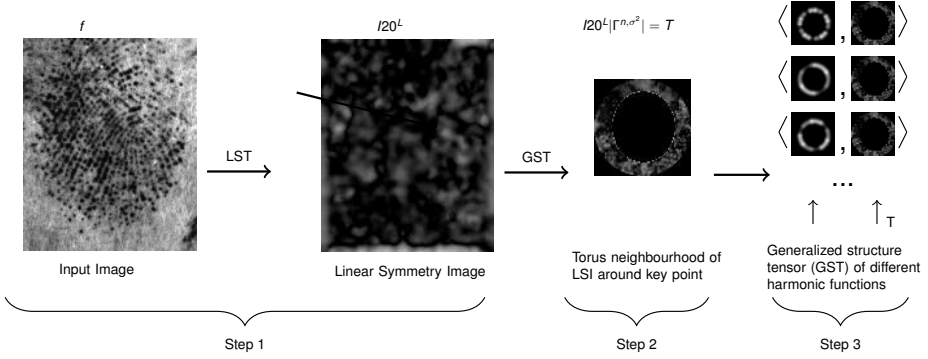 f
I20^L
I20^L|Γ^{n,σ^2}| = T
⟨ , ⟩
⟨ , ⟩
⟨ , ⟩
LST
GST
...
T
Input Image
Linear Symmetry Image
Torus neighbourhood of
LSI around key point
Generalized structure
tensor (GST) of different
harmonic functions
Step 1
Step 2
Step 3